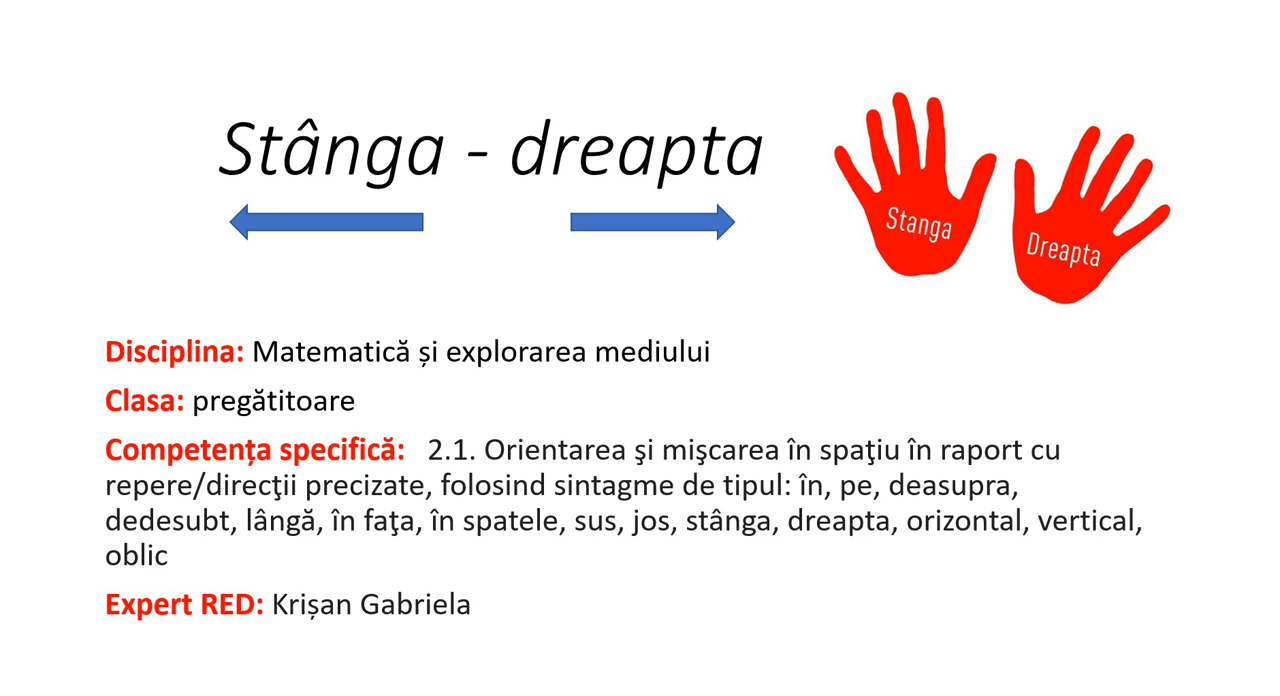 Stânga - dreapta
Stanga
Dreapta
Disciplina: Matematică și explorarea mediului
Clasa: pregătitoare
Competența specifică: 2.1. Orientarea şi mişcarea în spaţiu în raport cu
repere/direcţii precizate, folosind sintagme de tipul: în, pe, deasupra,
dedesubt, lângă, în faţa, în spatele, sus, jos, stânga, dreapta, orizontal, vertical,
oblic
Expert RED: Krișan Gabriela